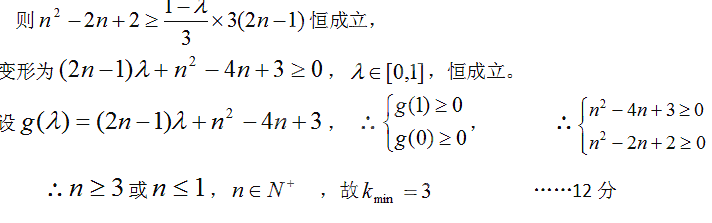 则 n² − 2n + 2 ≥ (1 − λ)/3 × 3(2n − 1) 恒成立，
变形为 (2n − 1)λ + n² − 4n + 3 ≥ 0，λ ∈ [0,1]，恒成立。
设 g(λ) = (2n − 1)λ + n² − 4n + 3， ∴ { g(1) ≥ 0 g(0) ≥ 0， ∴ { n² − 4n + 3 ≥ 0 n² − 2n + 2 ≥ 0
∴ n ≥ 3 或 n ≤ 1，n ∈ N⁺ ，故 k_min = 3 ……12 分